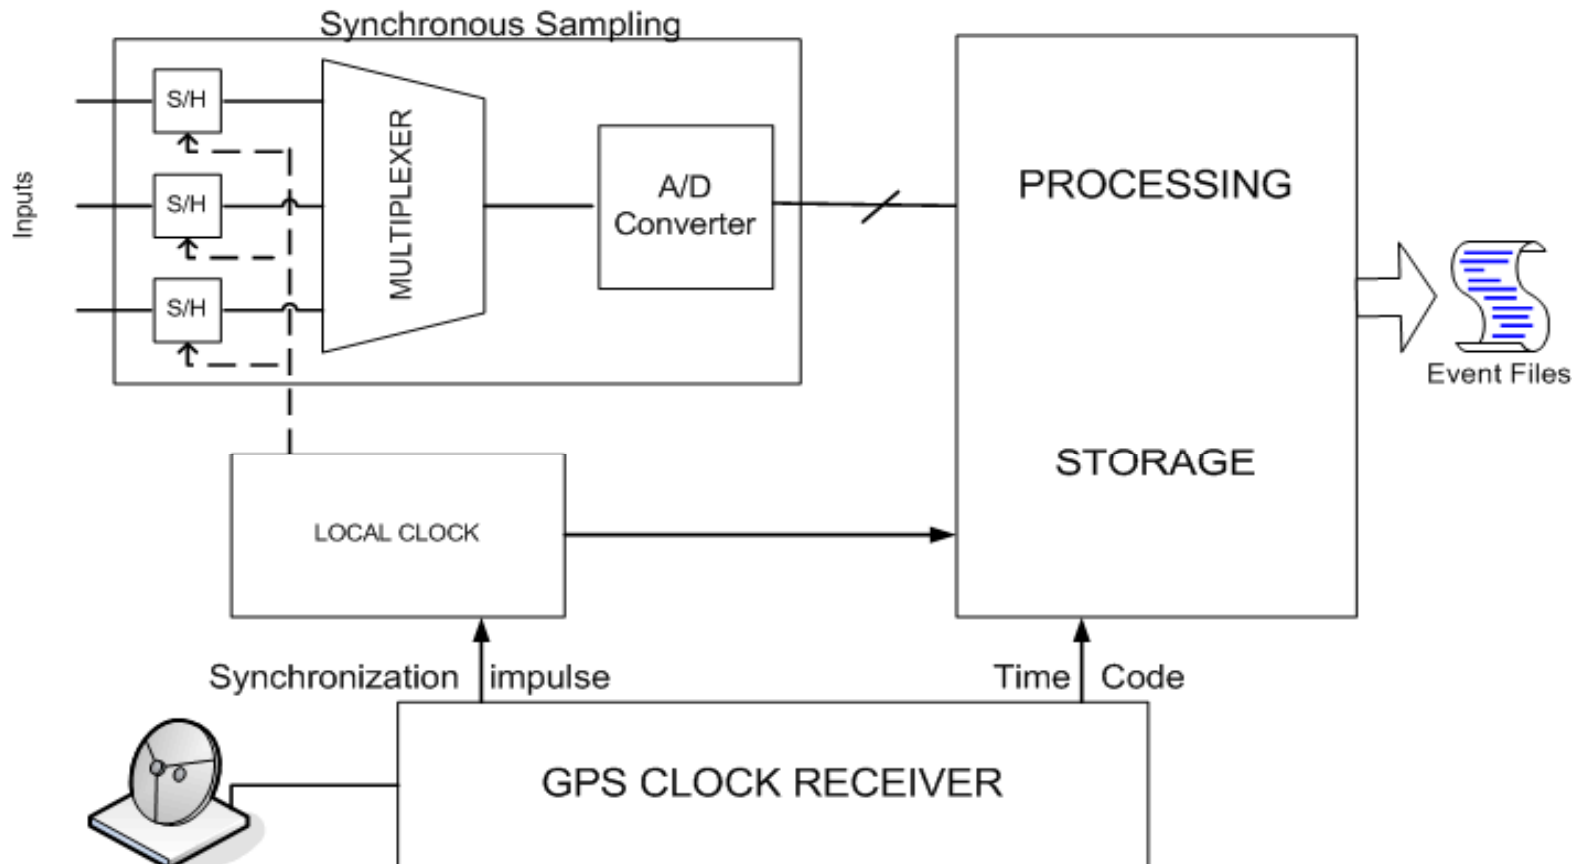 Synchronous Sampling
S/H
S/H
S/H
Inputs
MULTIPLEXER
A/D
Converter
PROCESSING
STORAGE
Event Files
LOCAL CLOCK
Synchronization impulse
Time Code
GPS CLOCK RECEIVER